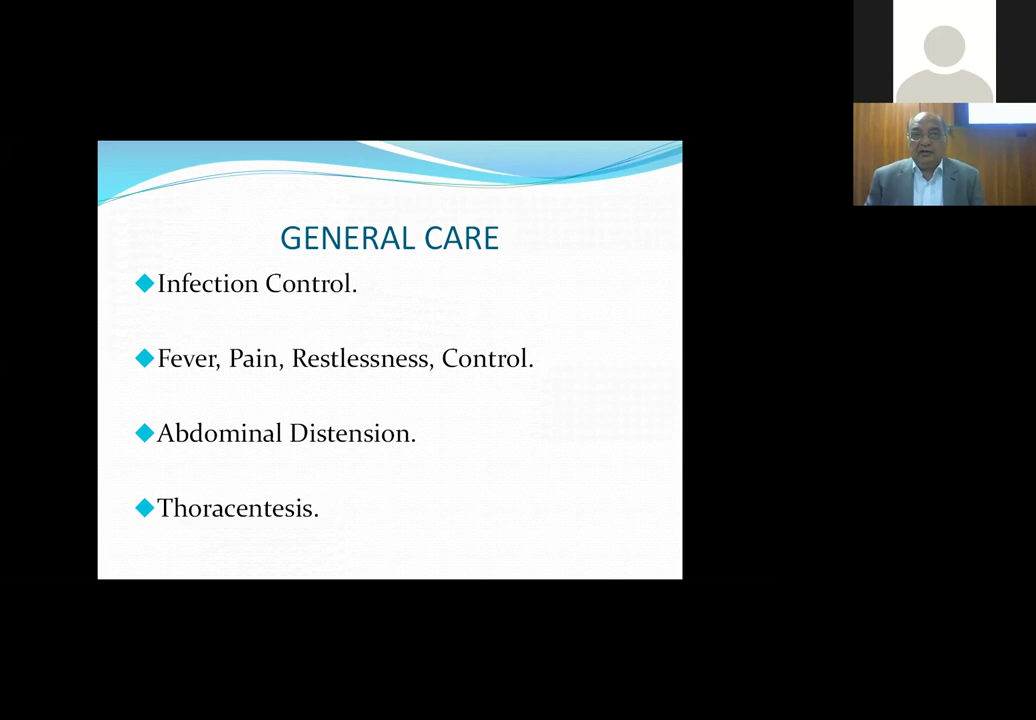 GENERAL CARE
Infection Control.
Fever, Pain, Restlessness, Control.
Abdominal Distension.
Thoracentesis.